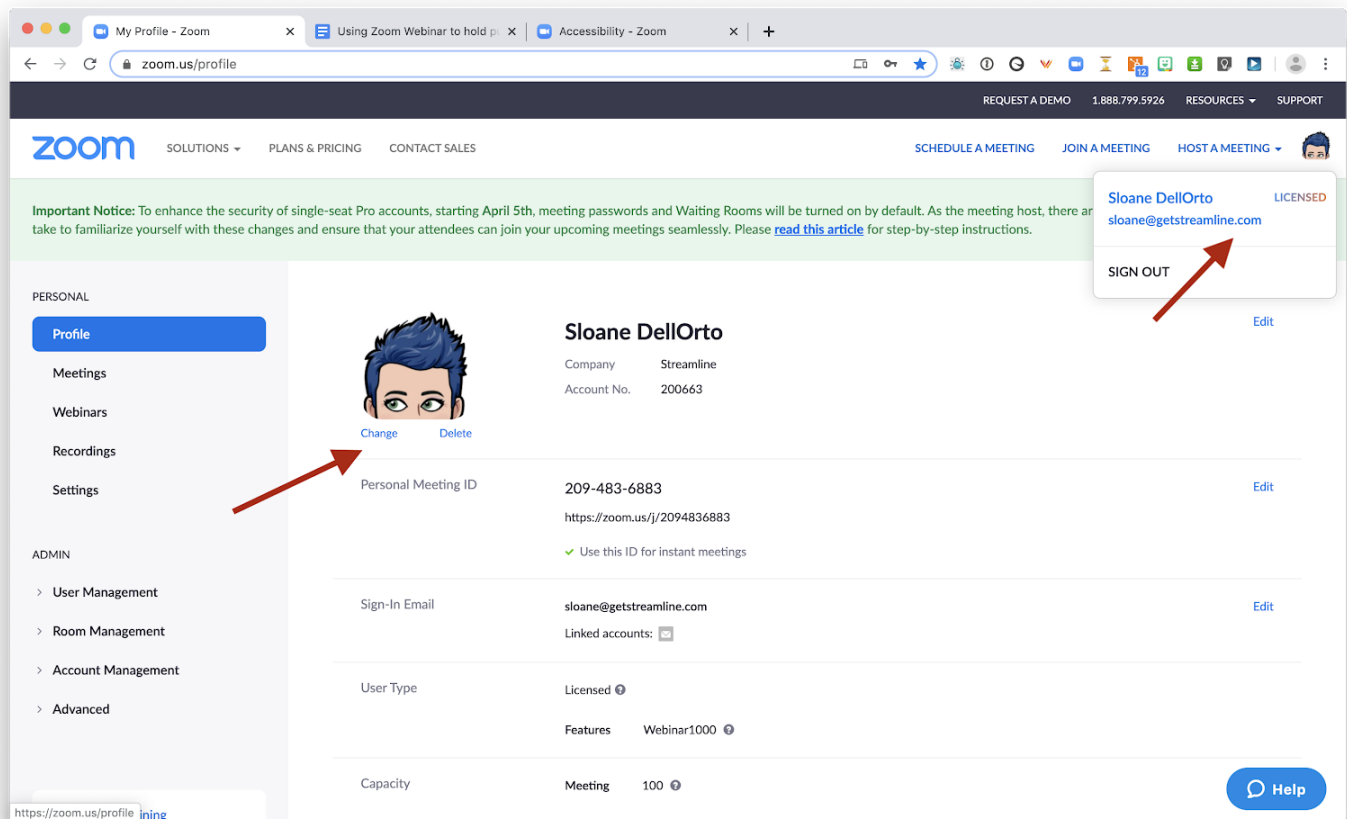 My Profile - Zoom
Using Zoom Webinar to hold pu
Accessibility - Zoom
zoom.us/profile
12
REQUEST A DEMO 1.888.799.5926 RESOURCES SUPPORT
zoom SOLUTIONS PLANS & PRICING CONTACT SALES SCHEDULE A MEETING JOIN A MEETING HOST A MEETING
Sloane DellOrto LICENSED
sloane@getstreamline.com
SIGN OUT
Important Notice: To enhance the security of single-seat Pro accounts, starting April 5th, meeting passwords and Waiting Rooms will be turned on by default. As the meeting host, there ar
take to familiarize yourself with these changes and ensure that your attendees can join your upcoming meetings seamlessly. Please read this article for step-by-step instructions.
PERSONAL
Profile
Meetings
Webinars
Recordings
Settings
ADMIN
User Management
Room Management
Account Management
Advanced
https://zoom.us/profile ining
Change Delete
Sloane DellOrto Edit
Company Streamline
Account No. 200663
Personal Meeting ID 209-483-6883 Edit
https://zoom.us/j/2094836883
Use this ID for instant meetings
Sign-In Email sloane@getstreamline.com Edit
Linked accounts:
User Type Licensed
Features Webinar1000
Capacity Meeting 100
Help